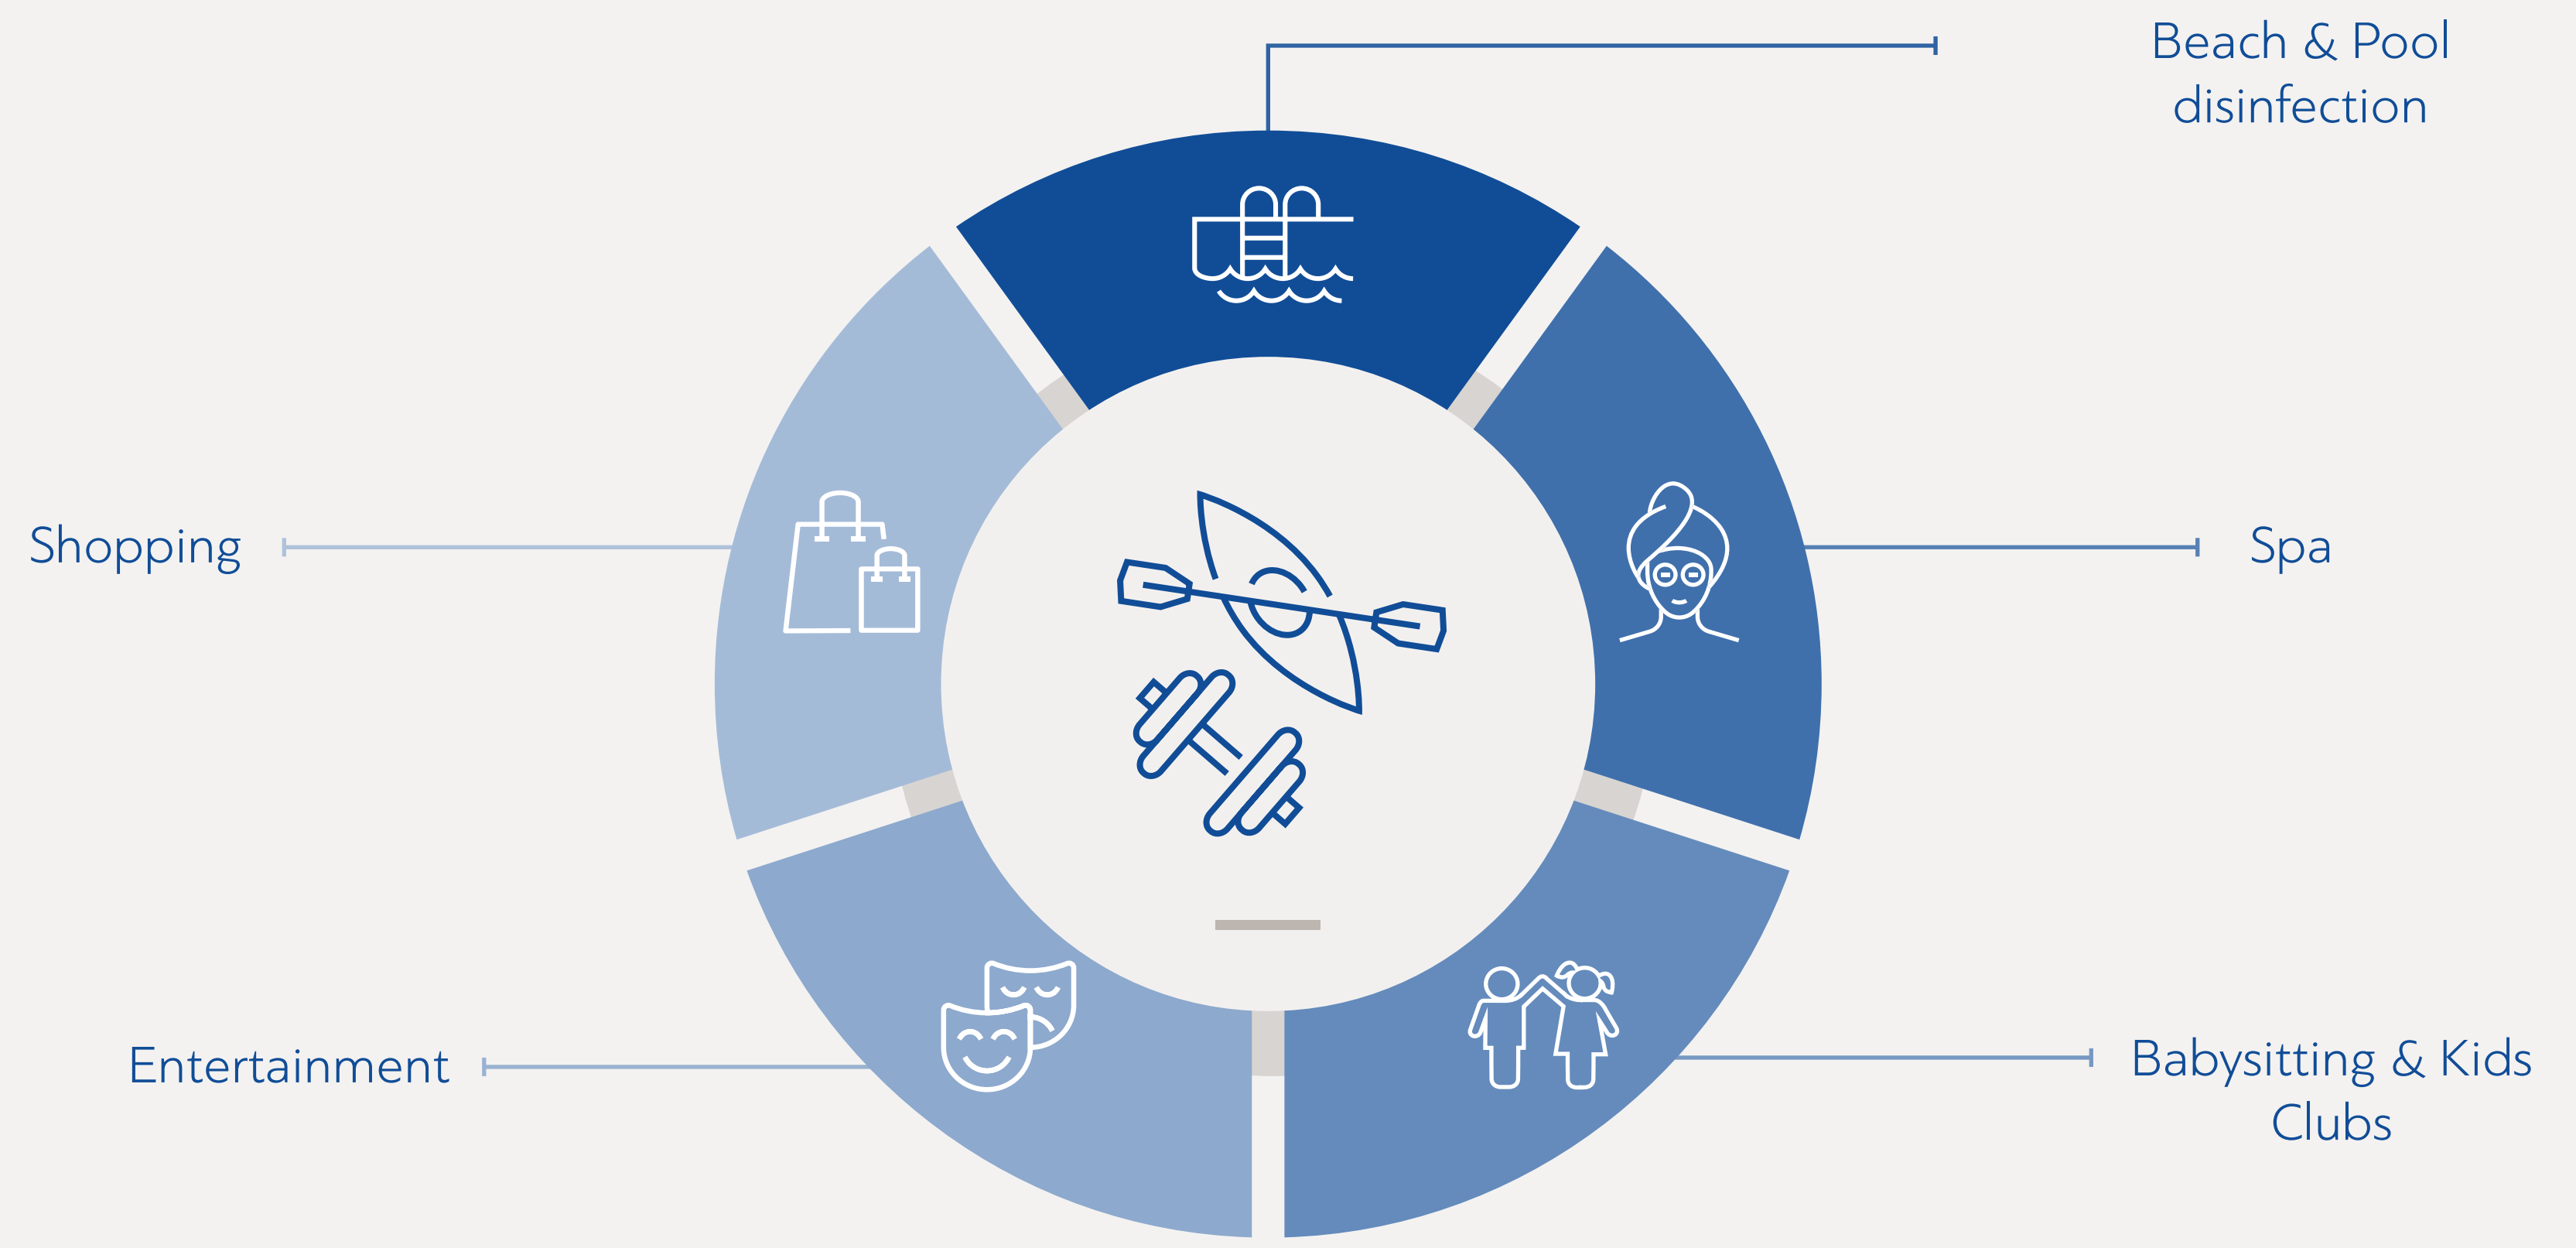 Beach & Pool
disinfection
Shopping
Spa
Entertainment
Babysitting & Kids
Clubs